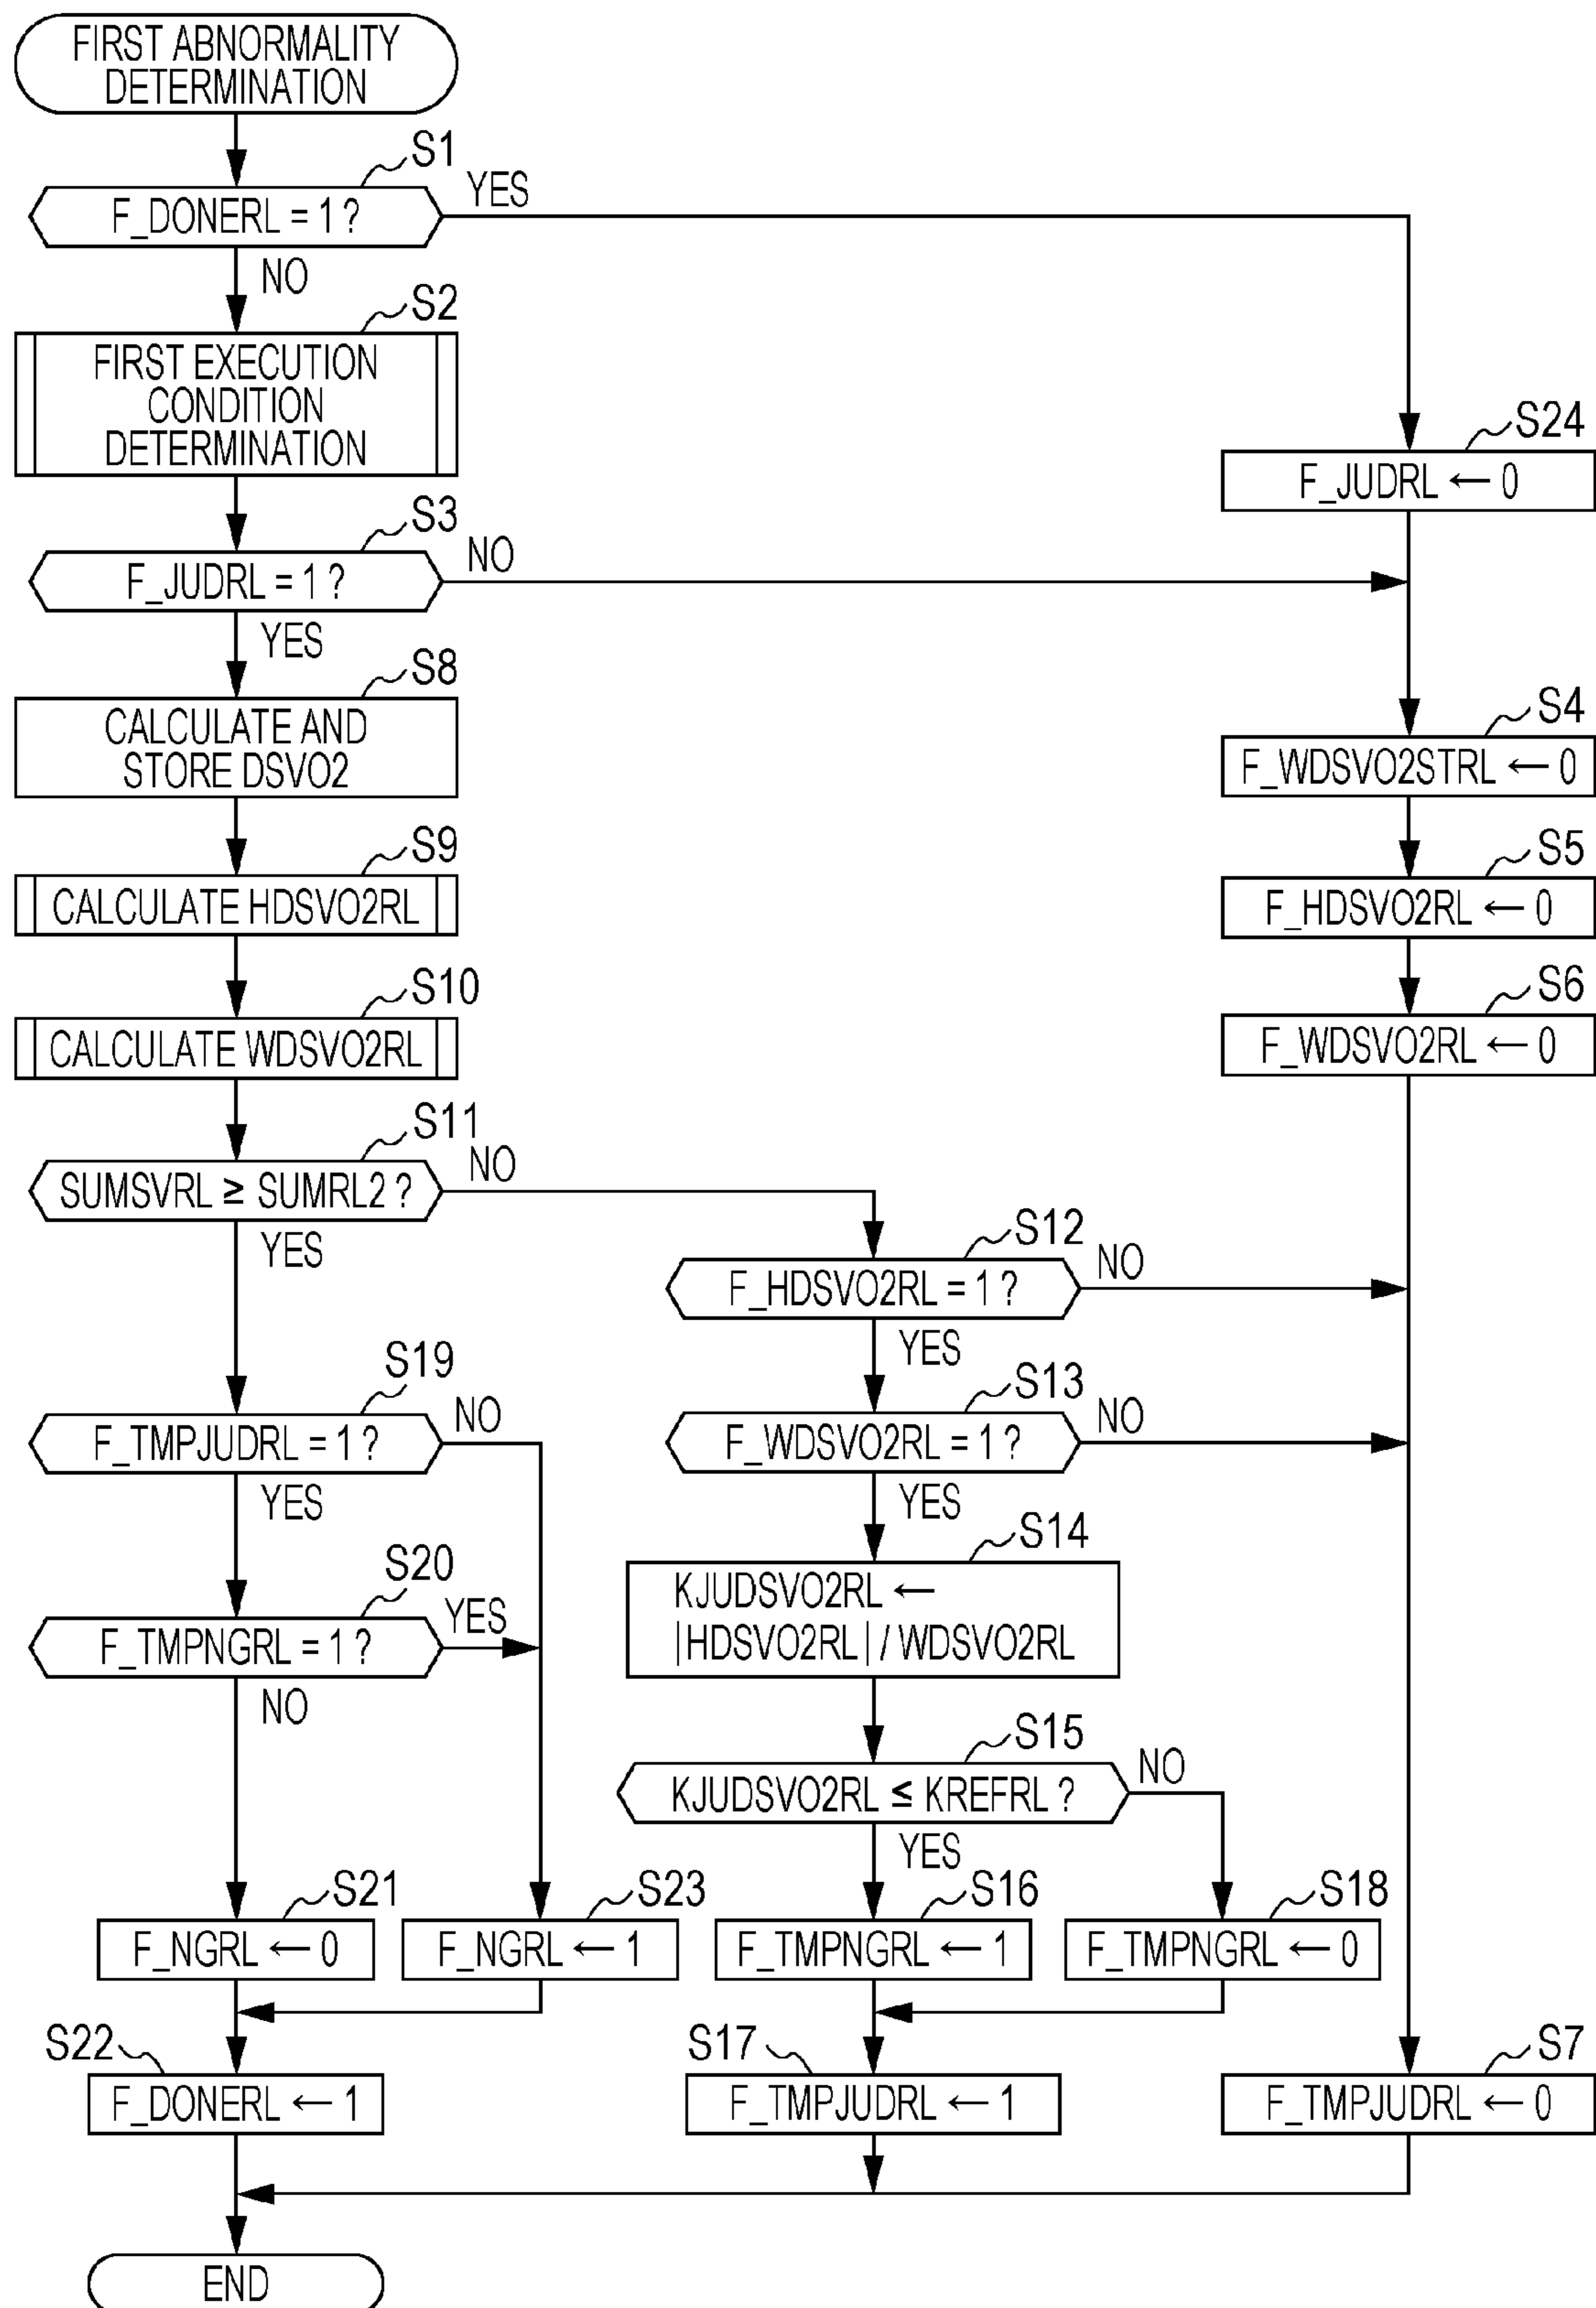 FIRST ABNORMALITY
DETERMINATION
S1
F_DONERL = 1 ?
YES
NO
S2
FIRST EXECUTION
CONDITION
DETERMINATION
S24
F_JUDRL ← 0
S3
F_JUDRL = 1 ?
NO
YES
S8
CALCULATE AND
STORE DSVO2
S4
F_WDSVO2STRL ← 0
S9
CALCULATE HDSVO2RL
S5
F_HDSVO2RL ← 0
S10
CALCULATE WDSVO2RL
S6
F_WDSVO2RL ← 0
S11
SUMSVRL ≥ SUMRL2 ?
NO
YES
S12
F_HDSVO2RL = 1 ?
NO
YES
S19
F_TMPJUDRL = 1 ?
NO
YES
S13
F_WDSVO2RL = 1 ?
NO
YES
S20
F_TMPNGRL = 1 ?
YES
NO
S14
KJUDSVO2RL ←
|HDSVO2RL| / WDSVO2RL
S15
KJUDSVO2RL ≤ KREFRL ?
NO
YES
S21
F_NGRL ← 0
S23
F_NGRL ← 1
S16
F_TMPNGRL ← 1
S18
F_TMPNGRL ← 0
S22
F_DONERL ← 1
S17
F_TMPJUDRL ← 1
S7
F_TMPJUDRL ← 0
END